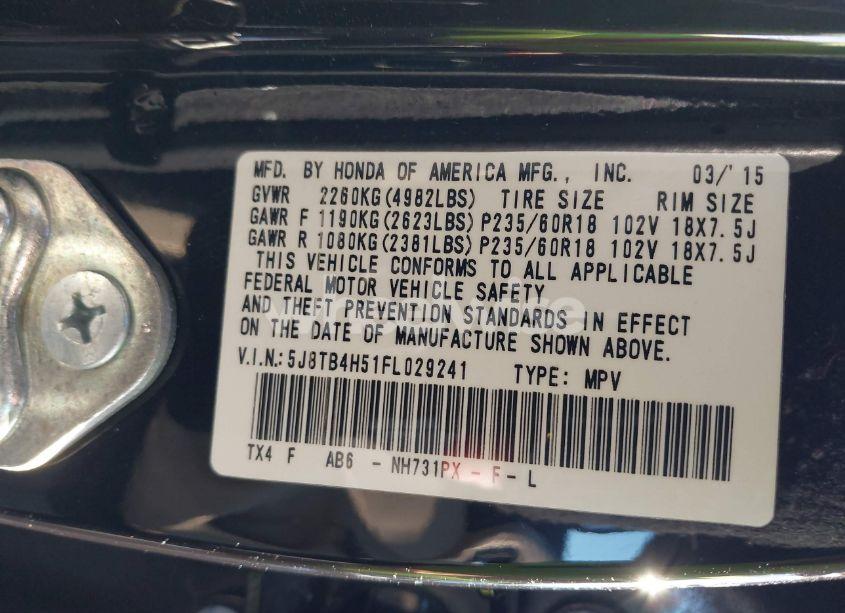 MFD. BY HONDA OF AMERICA MFG., INC. 03/'15
GVWR 2260KG(4982LBS) TIRE SIZE RIM SIZE
GAWR F 1190KG(2623LBS) P235/60R18 102V 18X7.5J
GAWR R 1080KG(2381LBS) P235/60R18 102V 18X7.5J
THIS VEHICLE CONFORMS TO ALL APPLICABLE
FEDERAL MOTOR VEHICLE SAFETY
AND THEFT PREVENTION STANDARDS IN EFFECT
ON THE DATE OF MANUFACTURE SHOWN ABOVE.
V.I.N.: 5J8TB4H51FL029241 TYPE: MPV
TX4 F AB6 - NH731PX - F - L